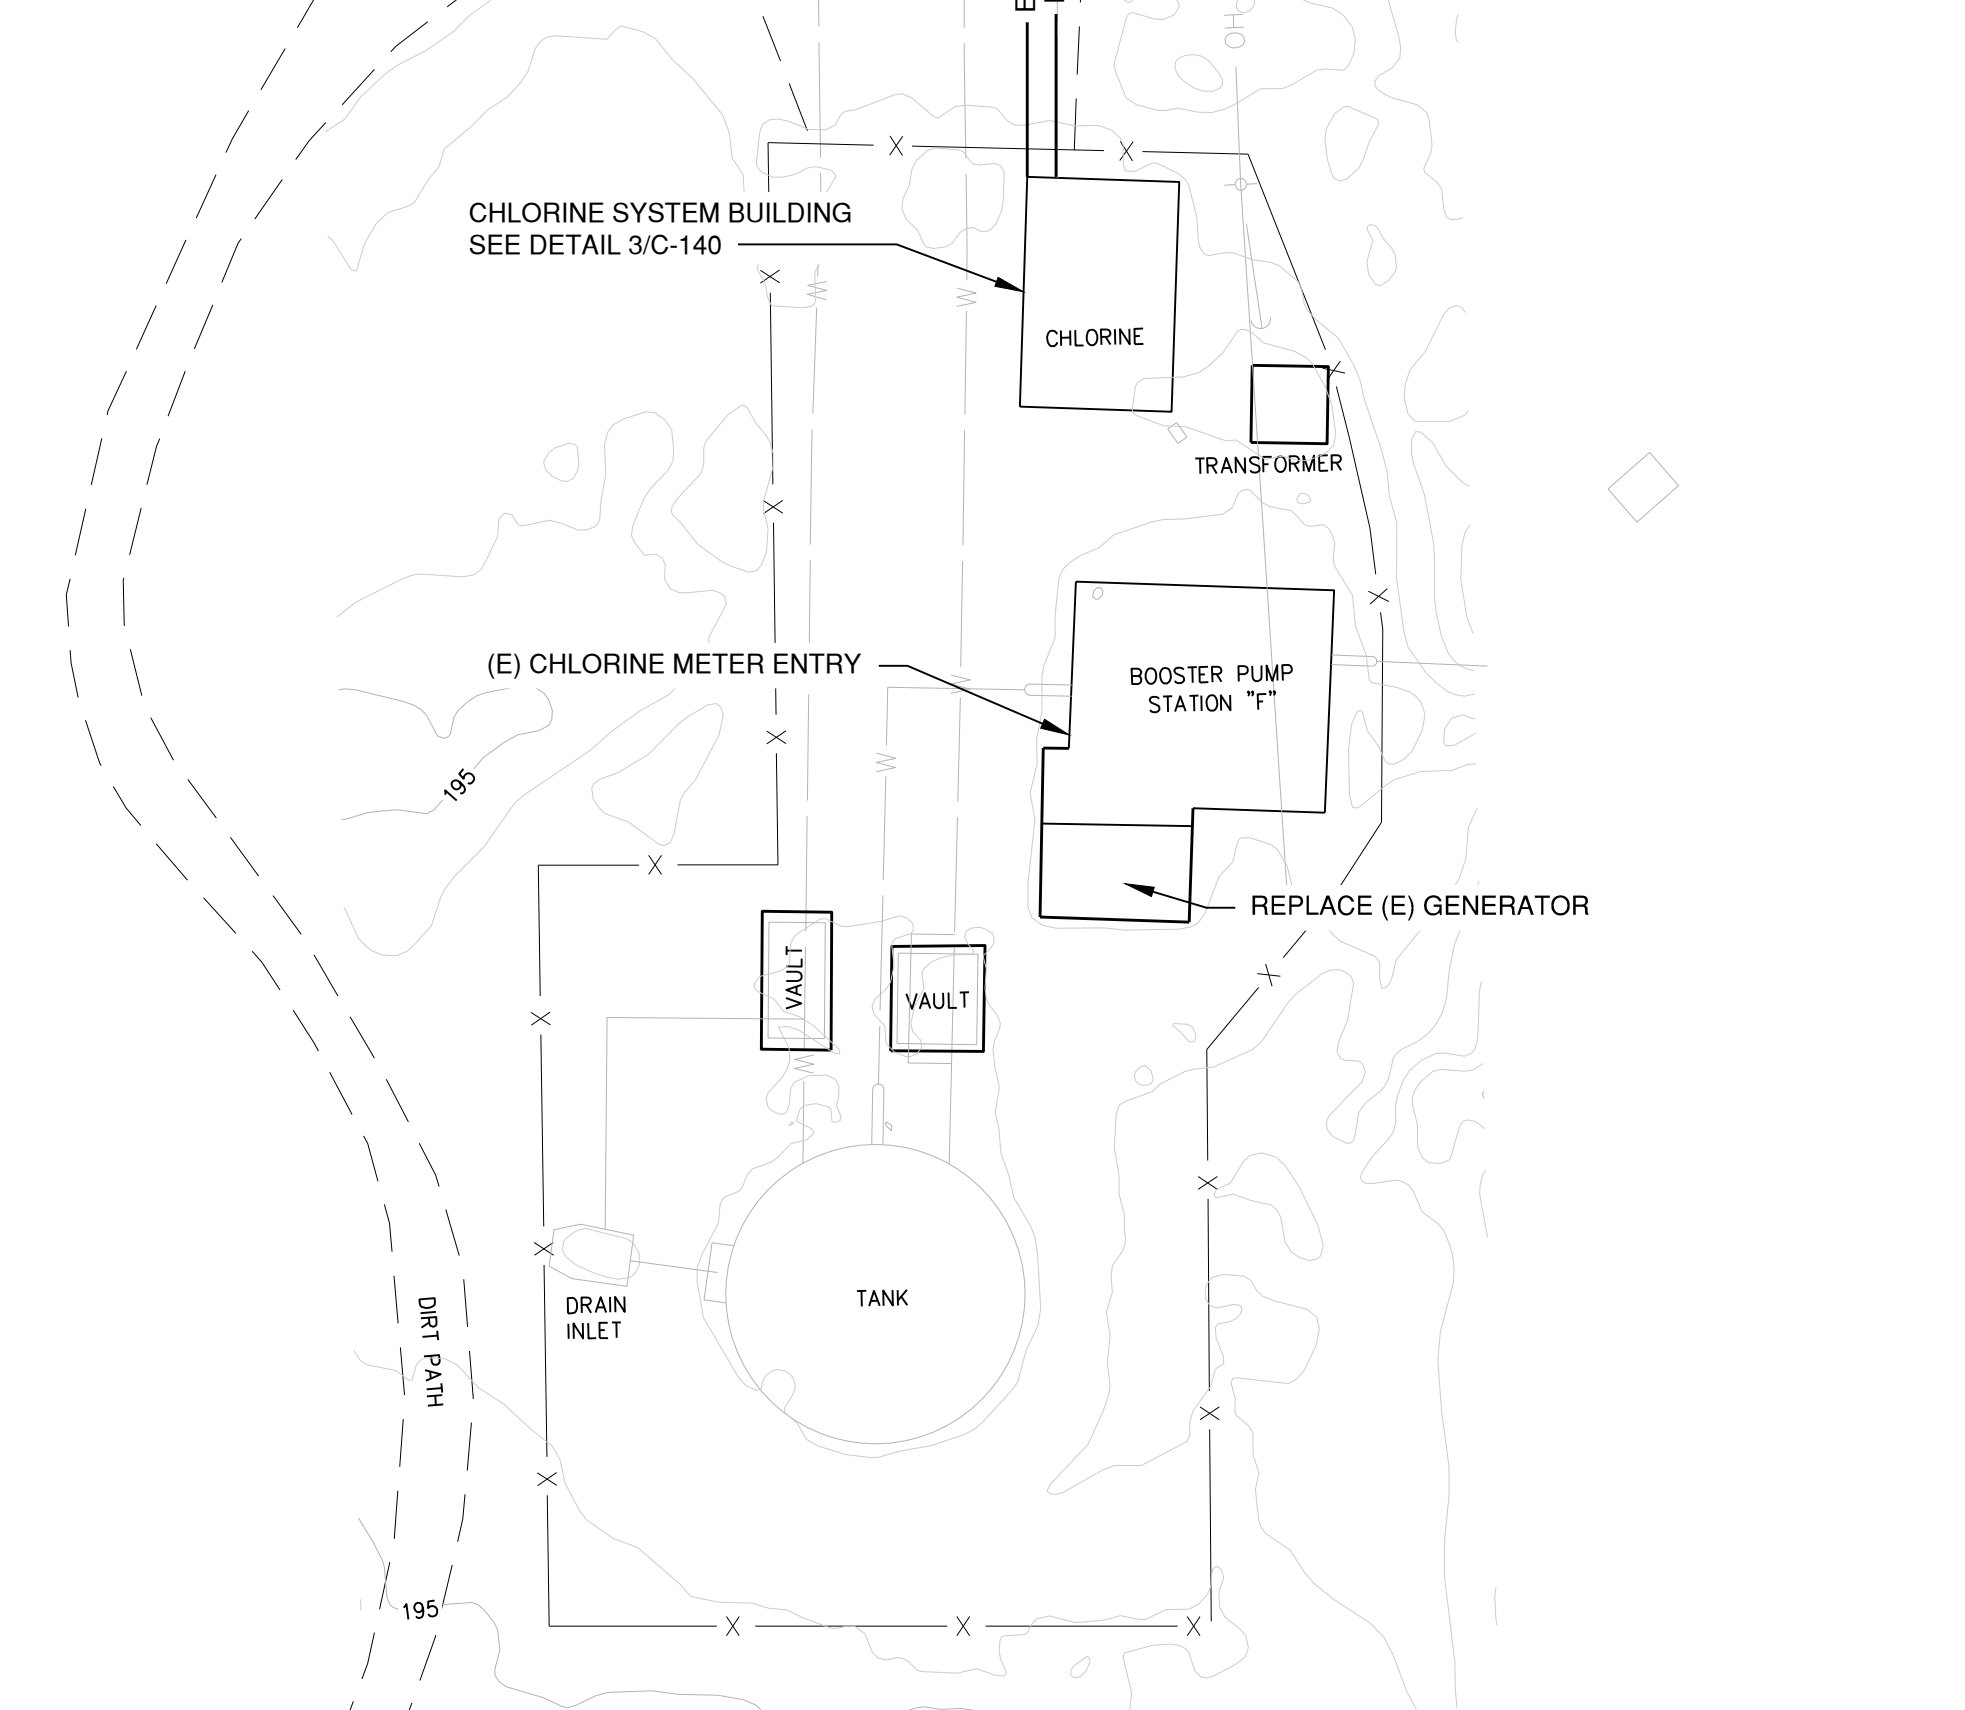 OH
CHLORINE SYSTEM BUILDING
SEE DETAIL 3/C-140
CHLORINE
TRANSFORMER
(E) CHLORINE METER ENTRY
BOOSTER PUMP
STATION "F"
195
REPLACE (E) GENERATOR
VAULT
VAULT
TANK
DRAIN
INLET
DIRT PATH
195